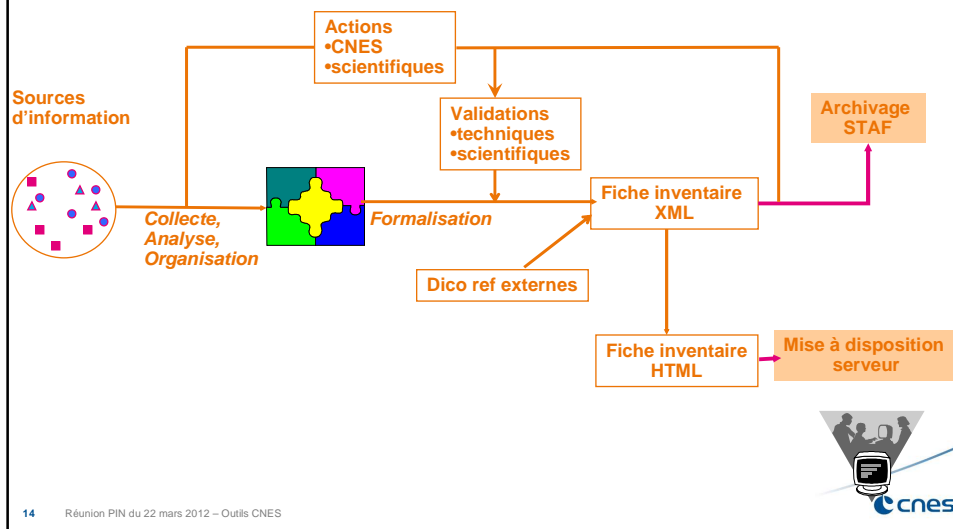 Actions
•CNES
•scientifiques
Sources
d'information
Validations
•techniques
•scientifiques
Archivage
STAF
Collecte,
Analyse,
Organisation
Formalisation
Fiche inventaire
XML
Dico ref externes
Fiche inventaire
HTML
Mise à disposition
serveur
cnes
14 Réunion PIN du 22 mars 2012 – Outils CNES